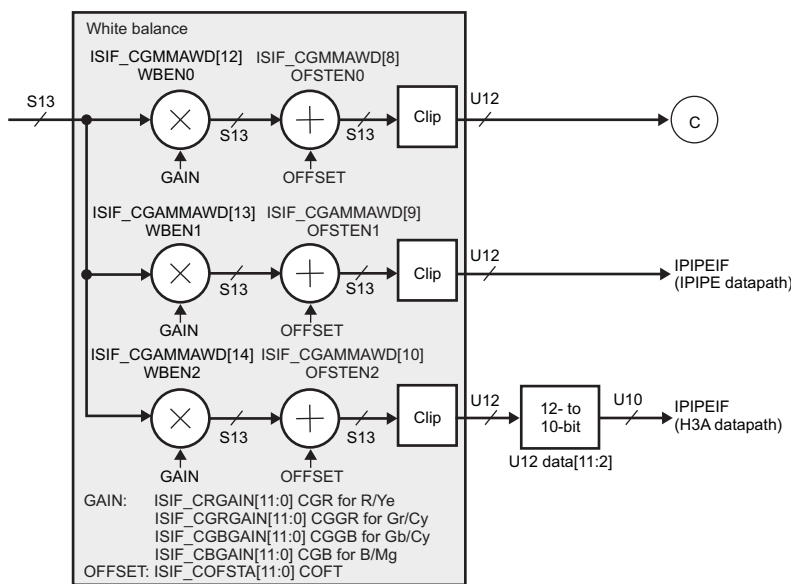 White balance
ISIF_CGMMAWD[12]
WBEN0
ISIF_CGMMAWD[8]
OFSTEN0
S13
S13
S13
Clip
U12
C
GAIN
OFFSET
ISIF_CGAMMAWD[13]
WBEN1
ISIF_CGAMMAWD[9]
OFSTEN1
S13
S13
Clip
U12
IPIPEIF
(IPIPE datapath)
GAIN
OFFSET
ISIF_CGAMMAWD[14]
WBEN2
ISIF_CGAMMAWD[10]
OFSTEN2
S13
S13
Clip
U12
12- to
10-bit
U10
IPIPEIF
(H3A datapath)
U12 data[11:2]
GAIN
OFFSET
GAIN: ISIF_CRGAIN[11:0] CGR for R/Ye
ISIF_CGRGAIN[11:0] CGGR for Gr/Cy
ISIF_CGBGAIN[11:0] CGGB for Gb/Cy
ISIF_CBGAIN[11:0] CGB for B/Mg
OFFSET: ISIF_COFSTA[11:0] COFT